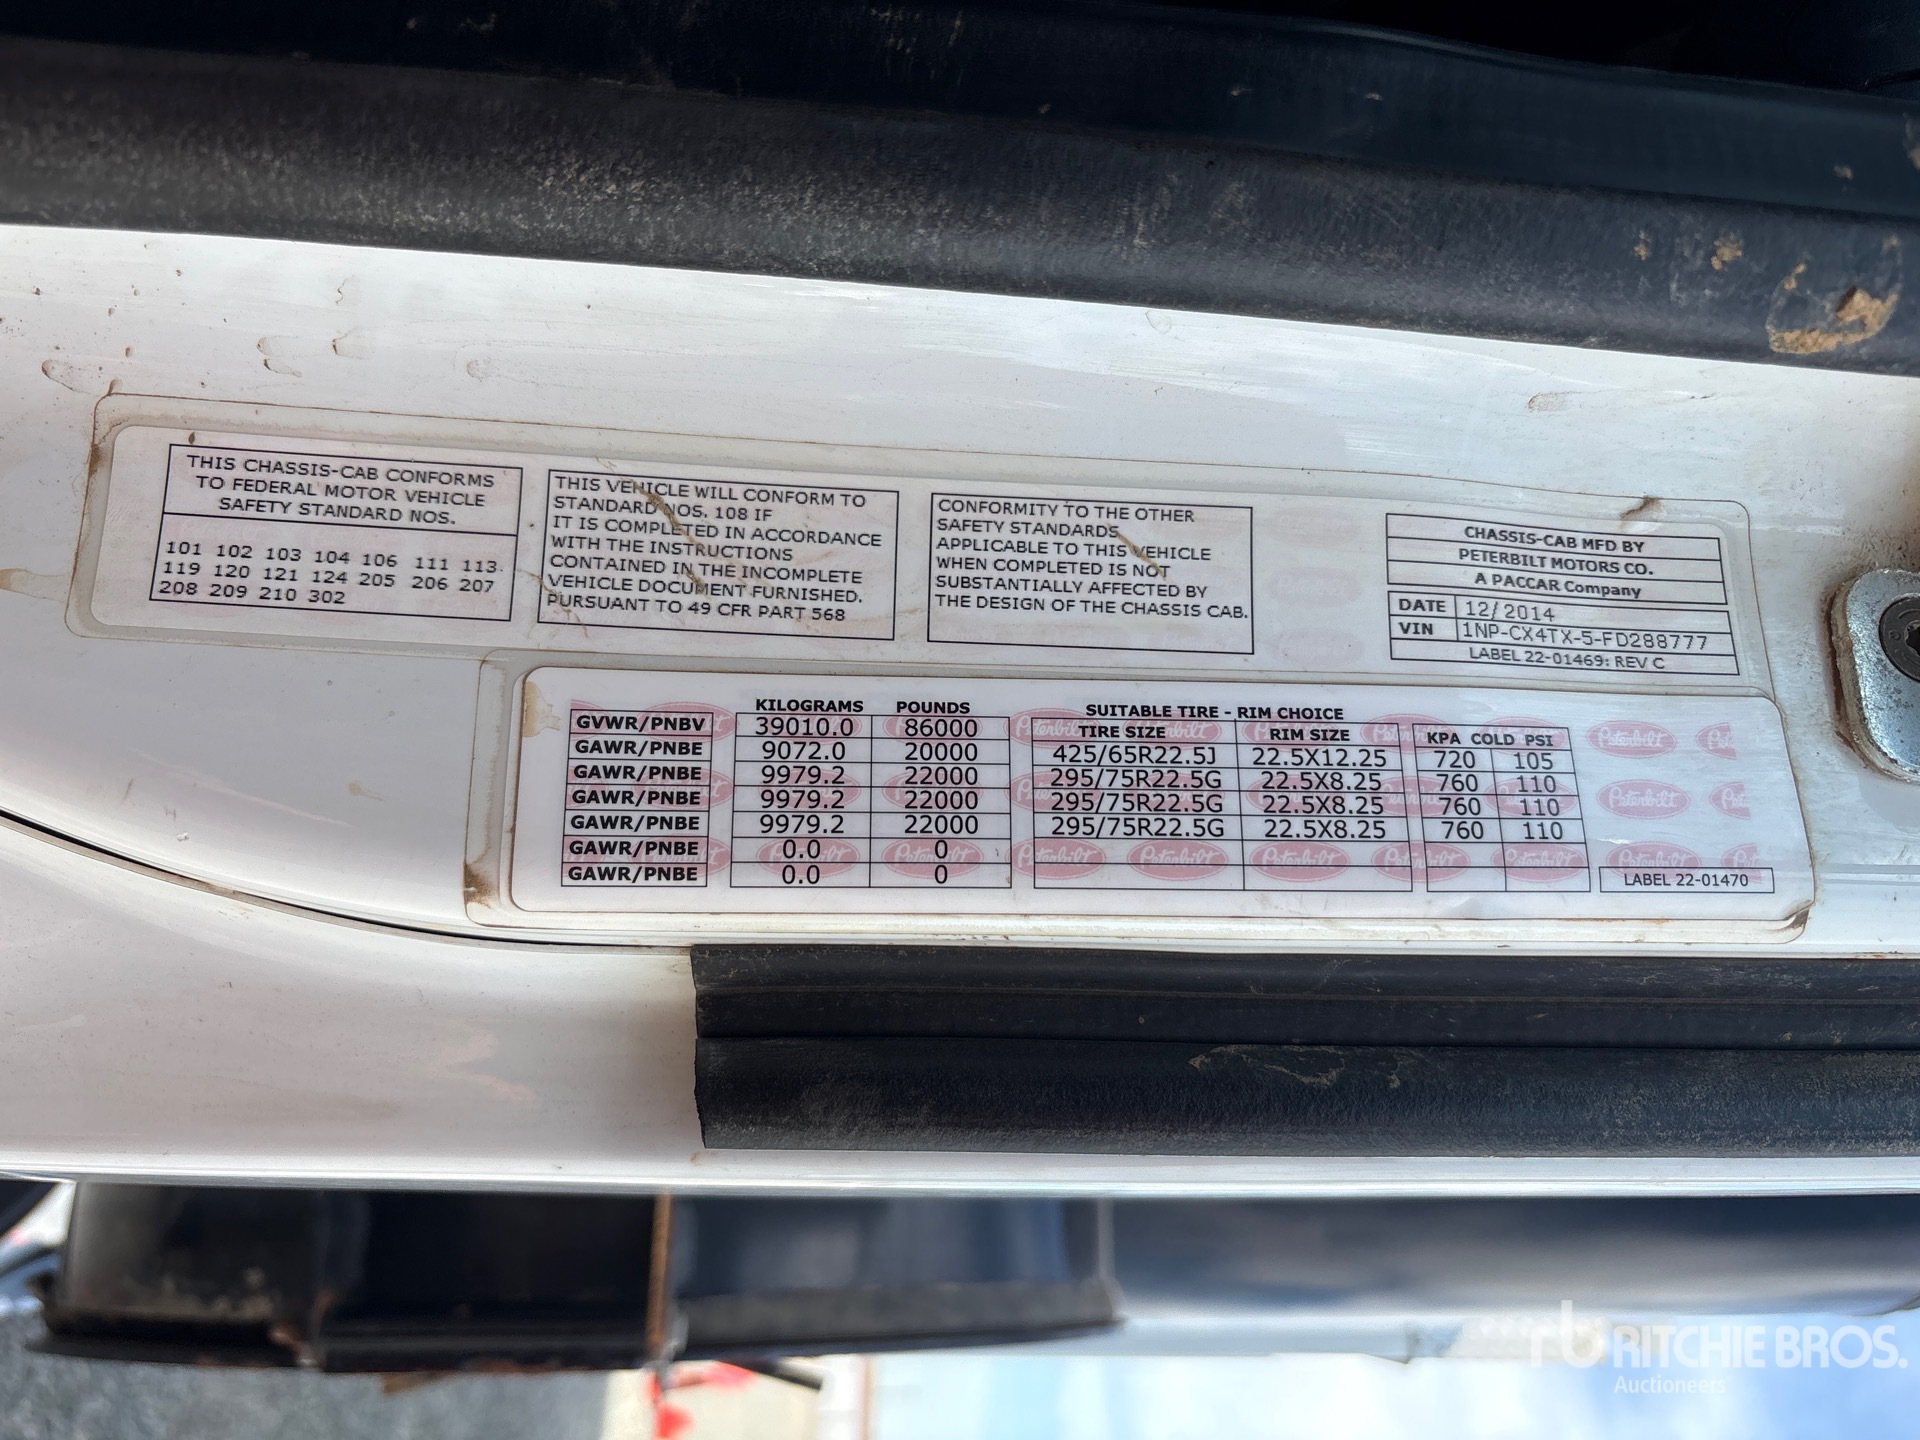 THIS CHASSIS-CAB CONFORMS
TO FEDERAL MOTOR VEHICLE
SAFETY STANDARD NOS.
101 102 103 104 106 111 113
119 120 121 124 205 206 207
208 209 210 302
THIS VEHICLE WILL CONFORM TO
STANDARD NOS. 108 IF
IT IS COMPLETED IN ACCORDANCE
WITH THE INSTRUCTIONS
CONTAINED IN THE INCOMPLETE
VEHICLE DOCUMENT FURNISHED.
PURSUANT TO 49 CFR PART 568
CONFORMITY TO THE OTHER
SAFETY STANDARDS
APPLICABLE TO THIS VEHICLE
WHEN COMPLETED IS NOT
SUBSTANTIALLY AFFECTED BY
THE DESIGN OF THE CHASSIS CAB.
CHASSIS-CAB MFD BY
PETERBILT MOTORS CO.
A PACCAR Company
DATE 12/2014
VIN 1NP-CX4TX-5-FD288777
LABEL 22-01469: REV C
KILOGRAMS POUNDS SUITABLE TIRE - RIM CHOICE
TIRE SIZE RIM SIZE KPA COLD PSI
GVWR/PNBV 39010.0 86000
GAWR/PNBE 9072.0 20000 425/65R22.5J 22.5X12.25 720 105
GAWR/PNBE 9979.2 22000 295/75R22.5G 22.5X8.25 760 110
GAWR/PNBE 9979.2 22000 295/75R22.5G 22.5X8.25 760 110
GAWR/PNBE 9979.2 22000 295/75R22.5G 22.5X8.25 760 110
GAWR/PNBE 0.0 0
GAWR/PNBE 0.0 0
LABEL 22-01470
Peterbilt Peterbilt Peterbilt Peterbilt Peterbilt Peterbilt
rb RITCHIE BROS.
Auctioneers